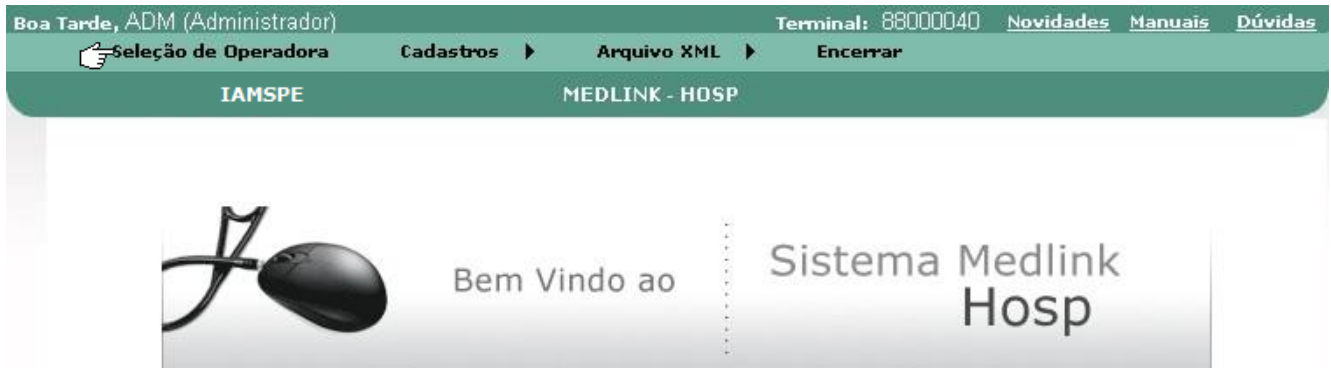 Boa Tarde, ADM (Administrador) Terminal: 88000040 Novidades Manuais Dúvidas
Seleção de Operadora Cadastros Arquivo XML Encerrar
IAMSPE MEDLINK - HOSP
Bem Vindo ao
Sistema Medlink
Hosp